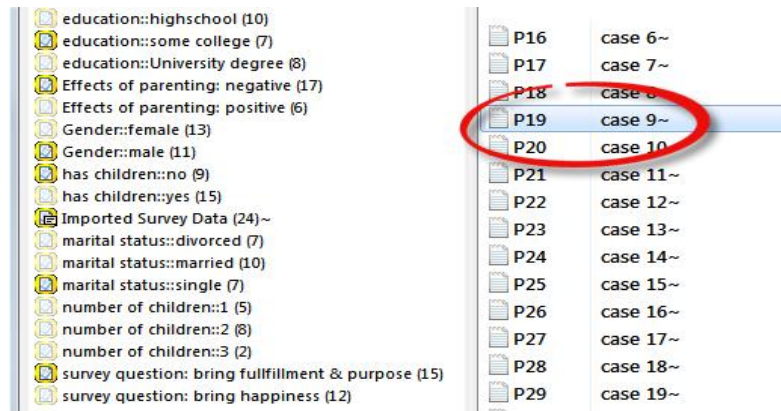 education::highschool (10)
education::some college (7)
education::University degree (8)
Effects of parenting: negative (17)
Effects of parenting: positive (6)
Gender::female (13)
Gender::male (11)
has children::no (9)
has children::yes (15)
Imported Survey Data (24)~
marital status::divorced (7)
marital status::married (10)
marital status::single (7)
number of children::1 (5)
number of children::2 (8)
number of children::3 (2)
survey question: bring fullfillment & purpose (15)
survey question: bring happiness (12)
P16 case 6~
P17 case 7~
P18 case 8
P19 case 9~
P20 case 10
P21 case 11~
P22 case 12~
P23 case 13~
P24 case 14~
P25 case 15~
P26 case 16~
P27 case 17~
P28 case 18~
P29 case 19~